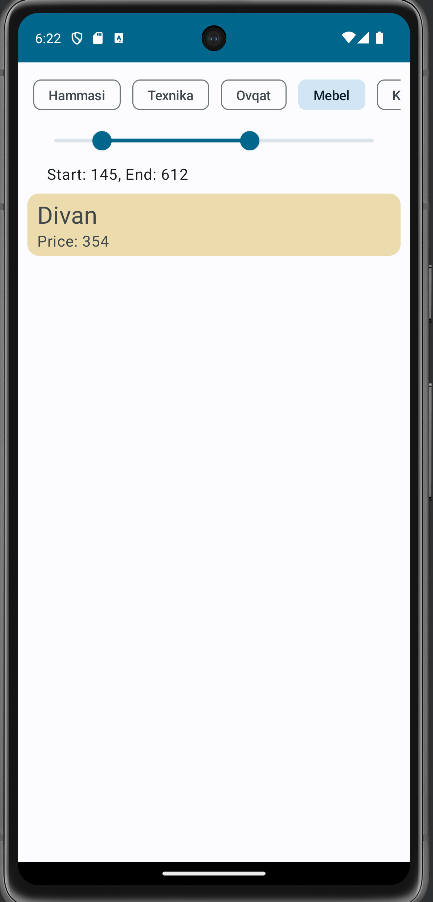 6:22
Hammasi Texnika Ovqat Mebel K
Start: 145, End: 612
Divan
Price: 354